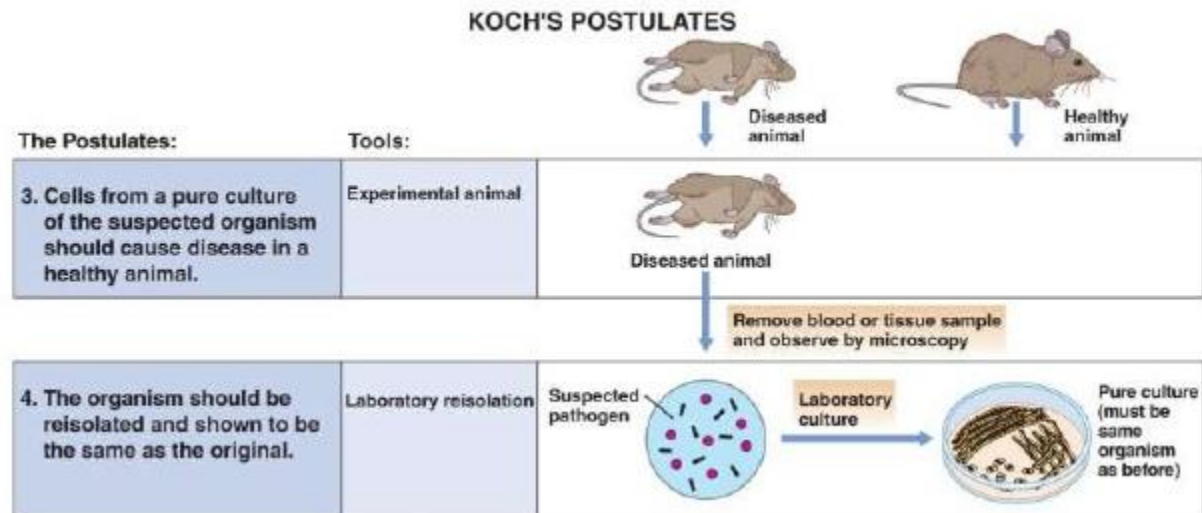 KOCH'S POSTULATES
Diseased
animal
Healthy
animal
The Postulates:
Tools:
3. Cells from a pure culture
of the suspected organism
should cause disease in a
healthy animal.
Experimental animal
Diseased animal
Remove blood or tissue sample
and observe by microscopy
4. The organism should be
reisolated and shown to be
the same as the original.
Laboratory reisolation
Suspected
pathogen
Laboratory
culture
Pure culture
(must be
same
organism
as before)